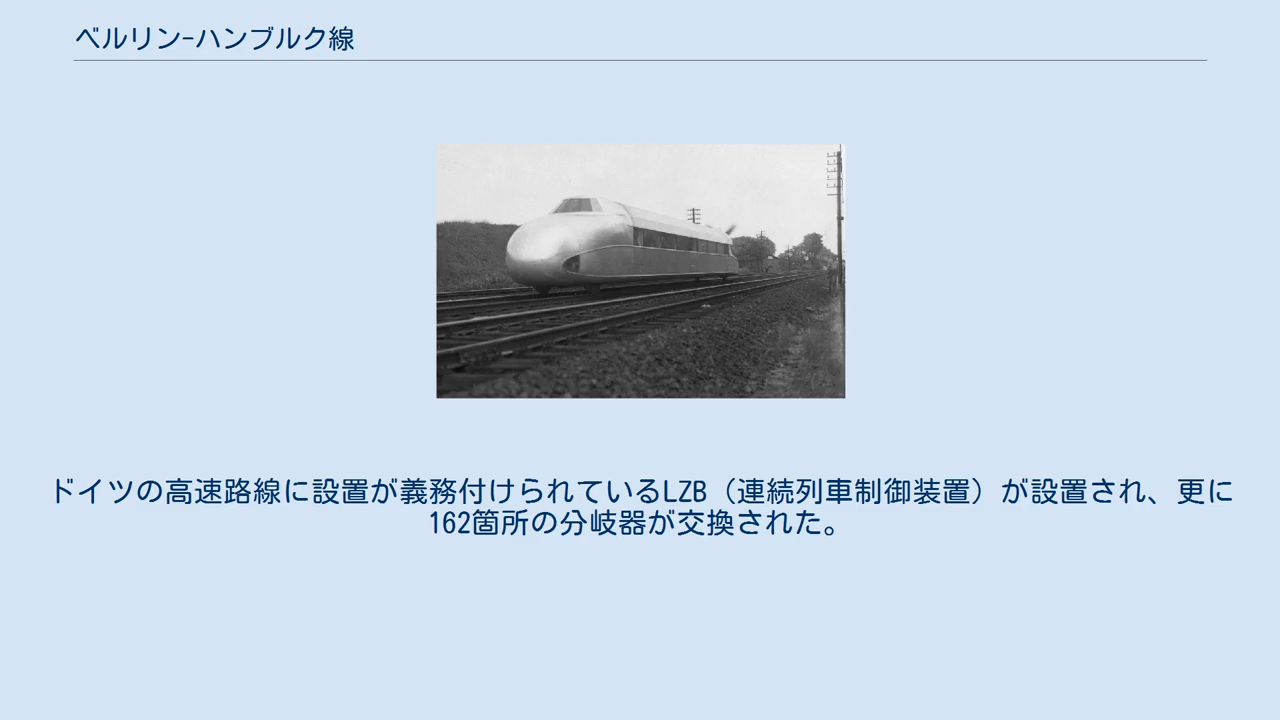 ベルリン-ハンブルク線
ドイツの高速路線に設置が義務付けられているLZB（連続列車制御装置）が設置され、更に
162箇所の分岐器が交換された。